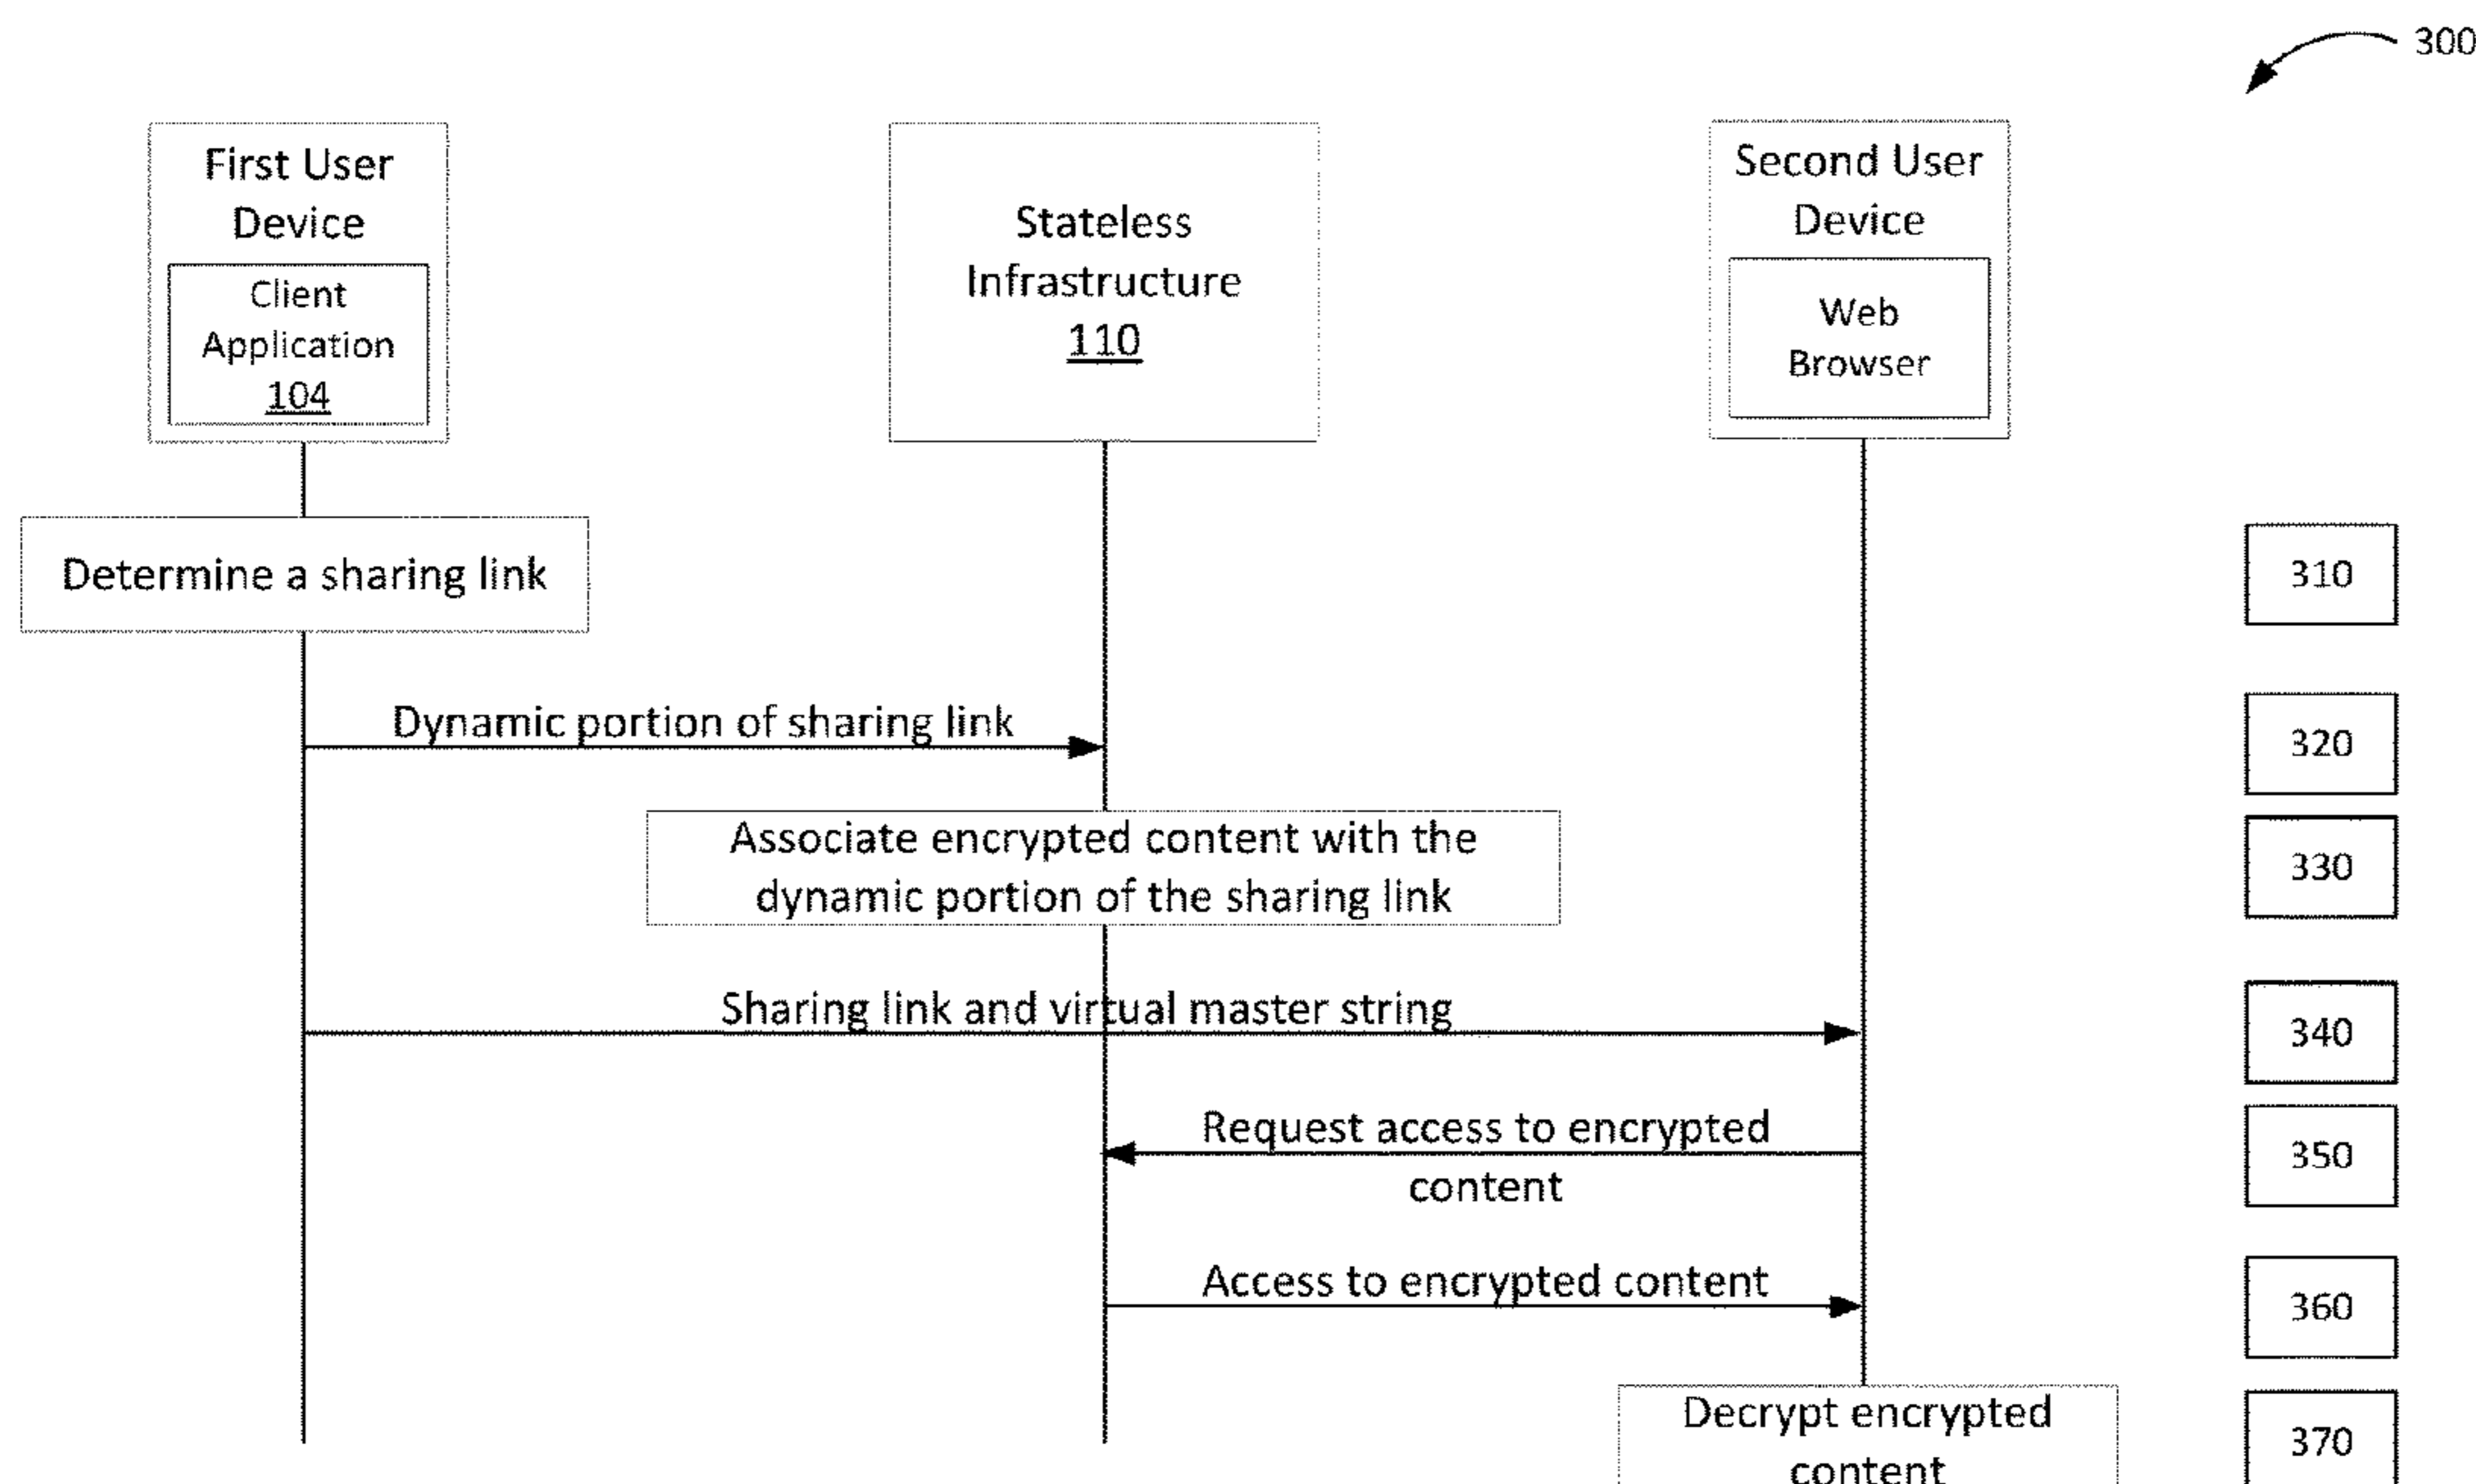 300
First User
Device
Client
Application
104
Stateless
Infrastructure
110
Second User
Device
Web
Browser
Determine a sharing link
310
Dynamic portion of sharing link
320
Associate encrypted content with the
dynamic portion of the sharing link
330
Sharing link and virtual master string
340
Request access to encrypted
content
350
Access to encrypted content
360
Decrypt encrypted
content
370